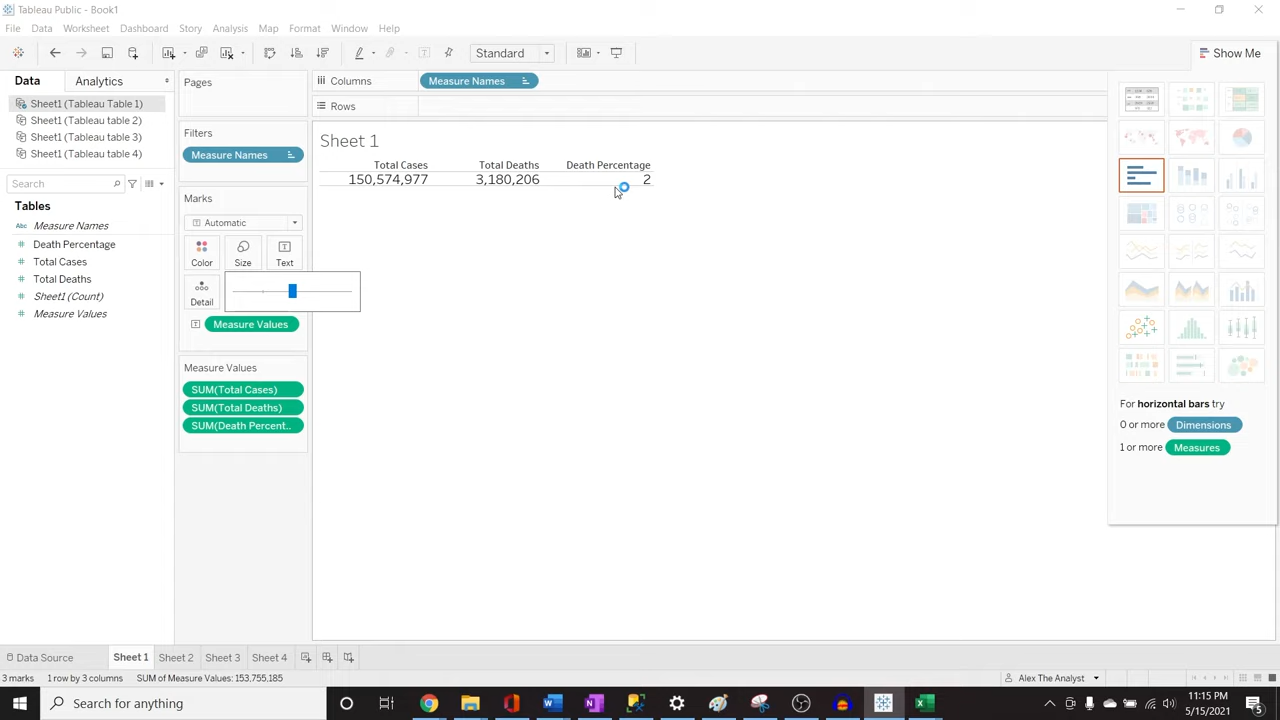 Tableau Public - Book1
File Data Worksheet Dashboard Story Analysis Map Format Window Help
Standard
Show Me
Data Analytics
Sheet1 (Tableau Table 1)
Sheet1 (Tableau table 2)
Sheet1 (Tableau table 3)
Sheet1 (Tableau table 4)
Search
Tables
Abc Measure Names
Death Percentage
Total Cases
Total Deaths
Sheet1 (Count)
Measure Values
Pages
Filters
Measure Names
Marks
Automatic
Color Size Text
Detail
Measure Values
Measure Values
SUM(Total Cases)
SUM(Total Deaths)
SUM(Death Percent..
Columns Measure Names
Rows
Sheet 1
Total Cases Total Deaths Death Percentage
150,574,977 3,180,206 2
For horizontal bars try
0 or more Dimensions
1 or more Measures
Data Source Sheet 1 Sheet 2 Sheet 3 Sheet 4
3 marks 1 row by 3 columns SUM of Measure Values: 153,755,185
Alex The Analyst
Search for anything
11:15 PM
5/15/2021
5